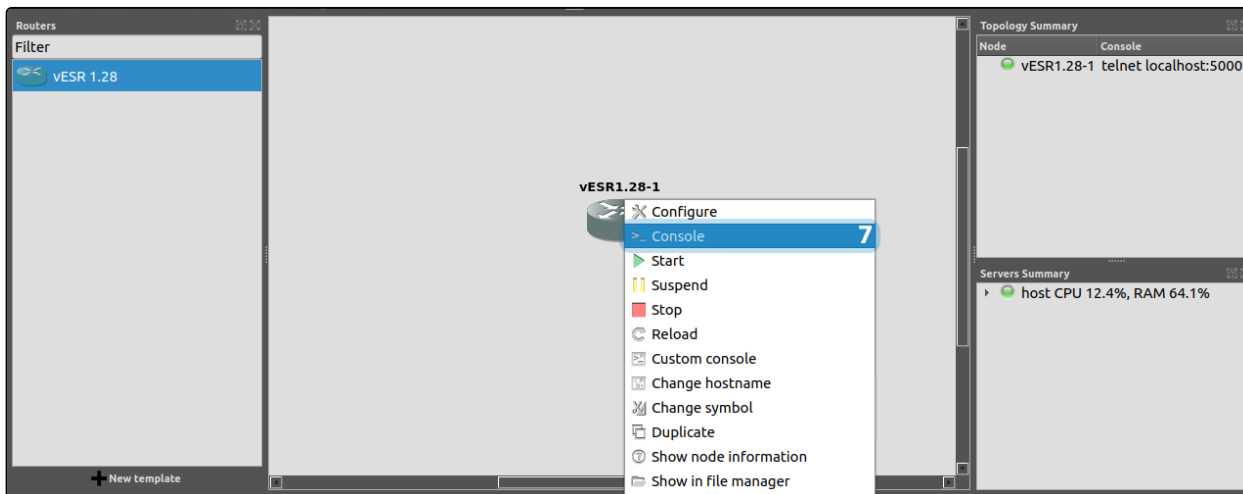 Routers
Filter
vESR 1.28
New template
vESR1.28-1
Configure
>_ Console 7
Start
Suspend
Stop
Reload
Custom console
Change hostname
Change symbol
Duplicate
Show node information
Show in file manager
Topology Summary
Node Console
vESR1.28-1 telnet localhost:5000
Servers Summary
host CPU 12.4%, RAM 64.1%